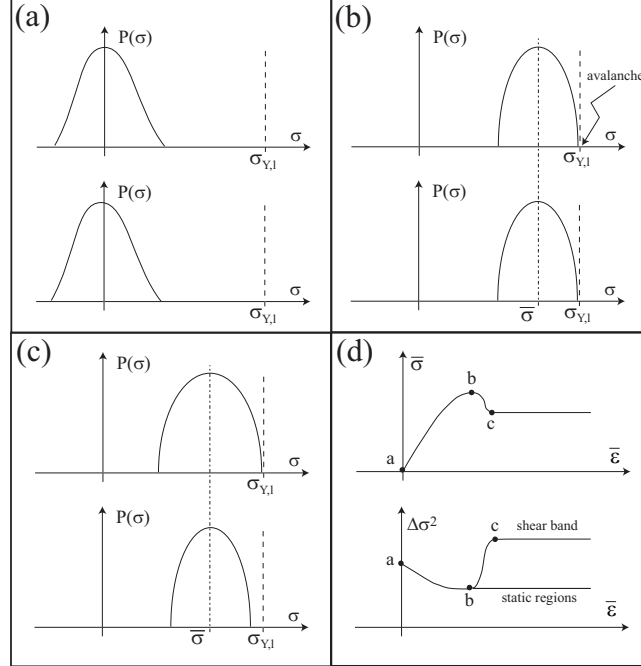 (a)
P(σ)
σ
σY,l
P(σ)
σ
σY,l
(b)
P(σ)
avalanche
σ
σY,l
P(σ)
σ
σ̅
σY,l
(c)
P(σ)
σ
σY,l
P(σ)
σ
σ̅
σY,l
(d)
σ̅
b
c
a
ε̅
Δσ²
c
shear band
a
b
static regions
ε̅